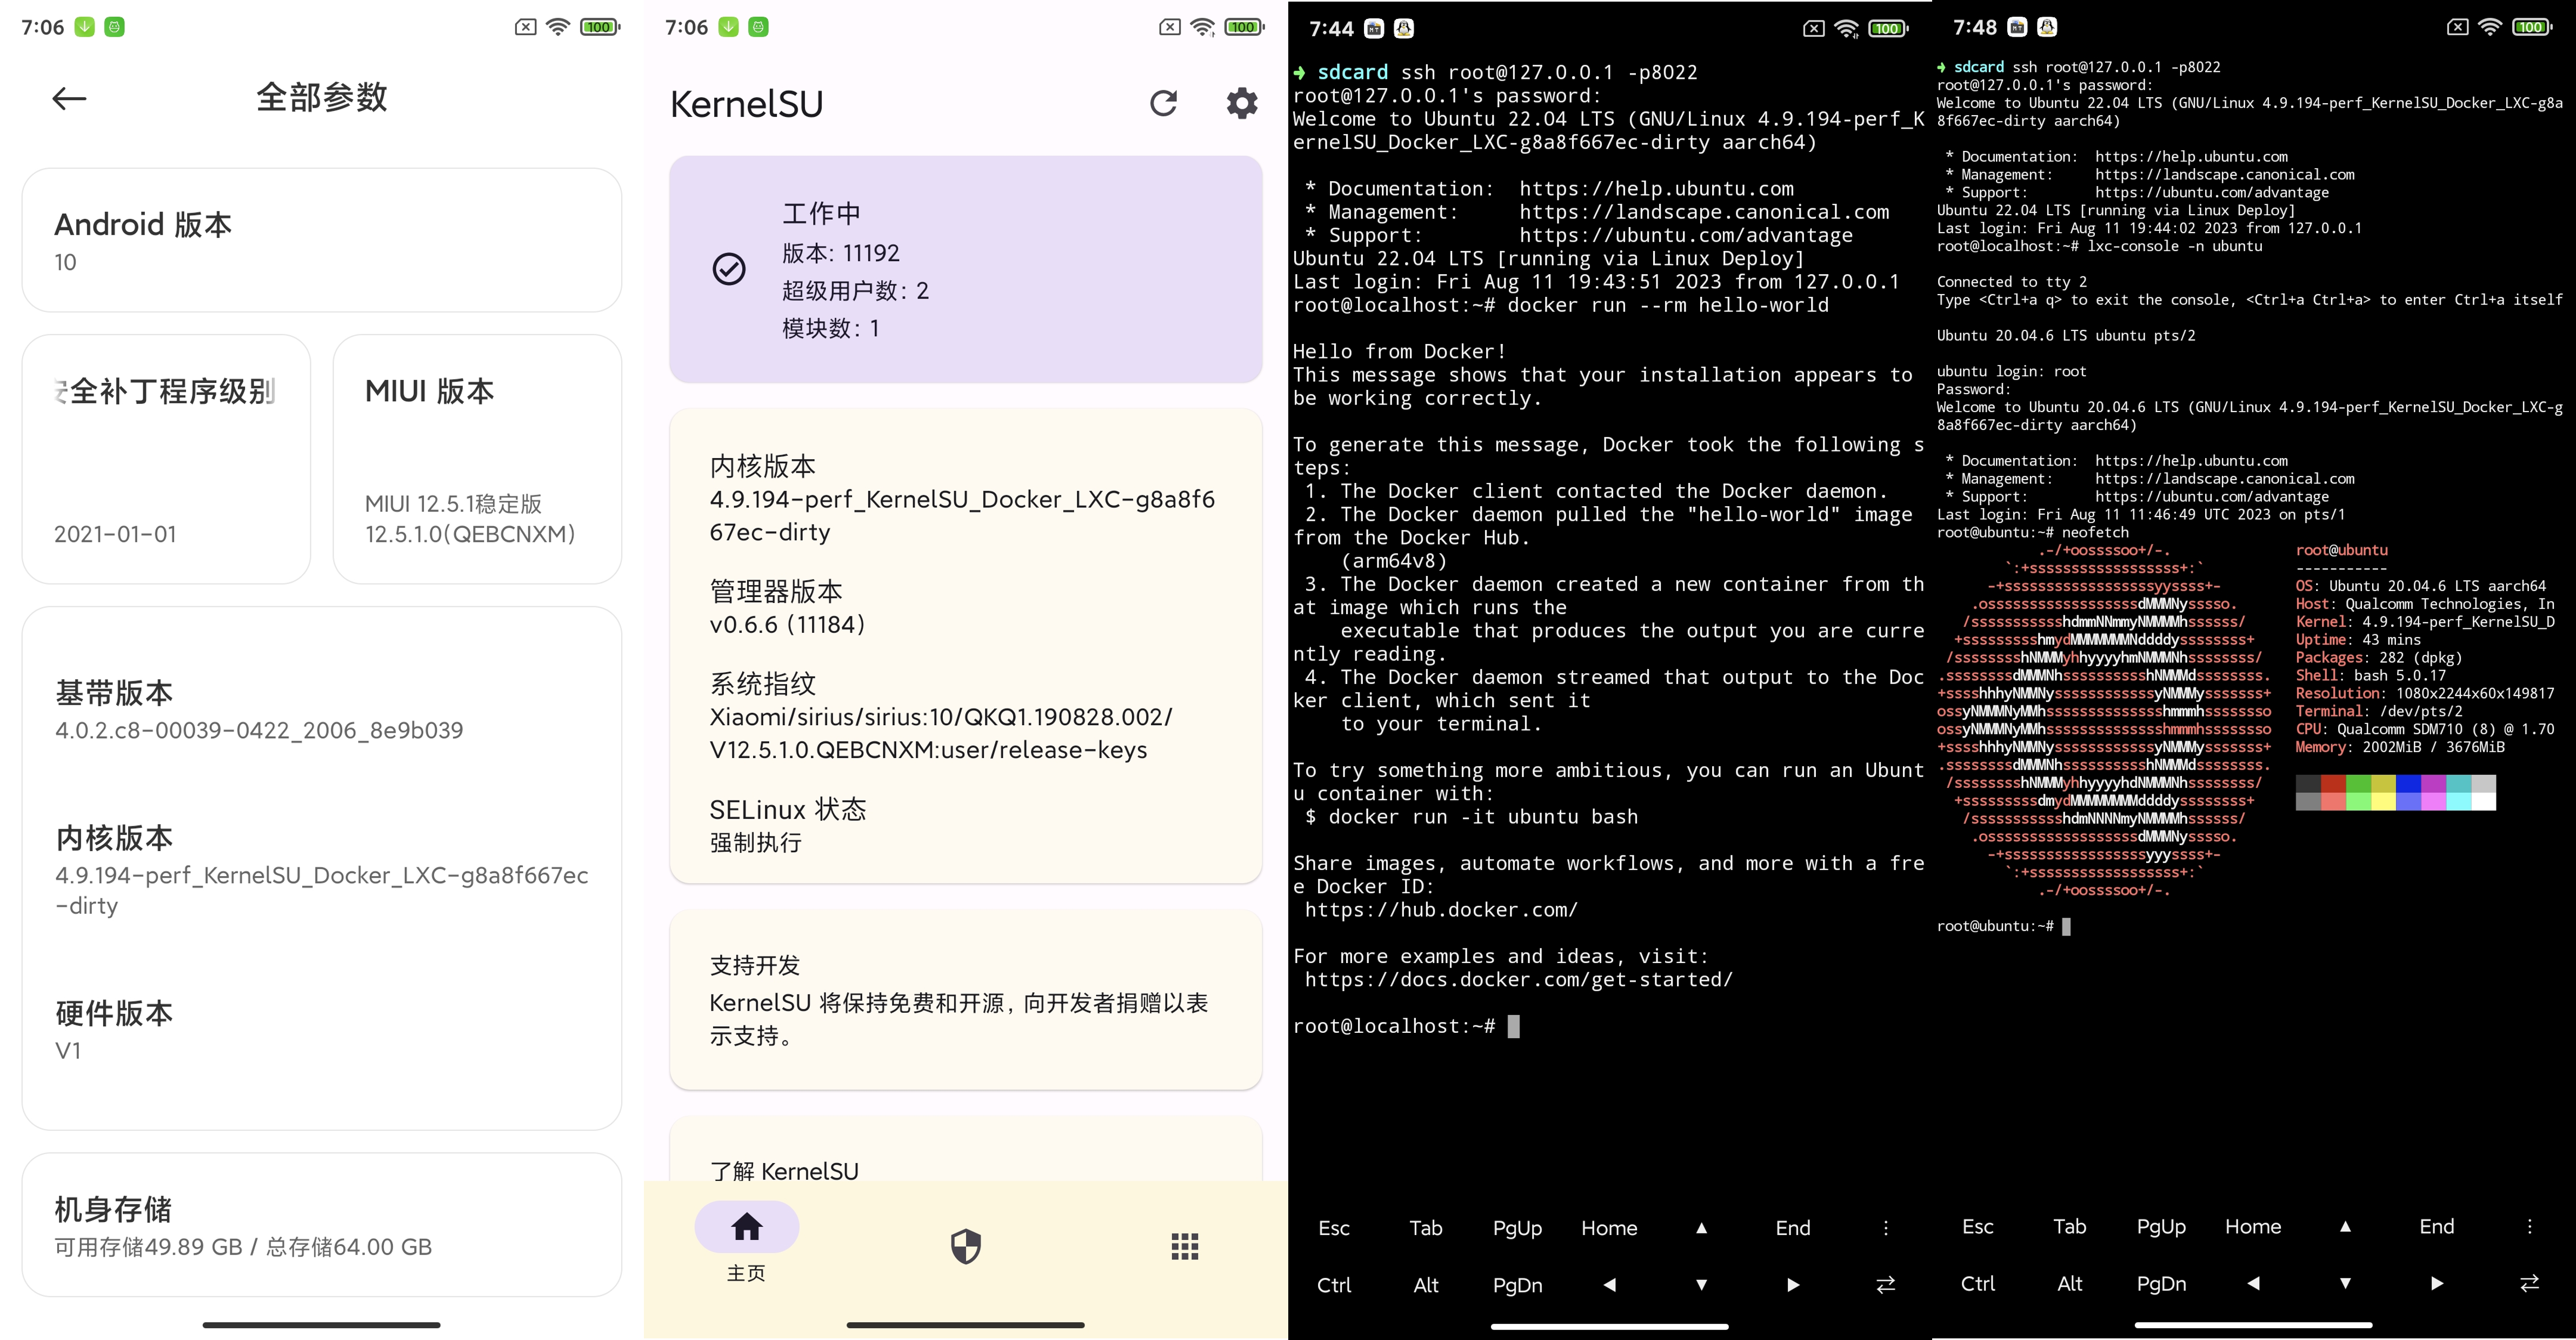 7:06
100
全部参数
Android 版本
10
全补丁程序级别
2021-01-01
MIUI 版本
MIUI 12.5.1稳定版
12.5.1.0(QEBCNXM)
基带版本
4.0.2.c8-00039-0422_2006_8e9b039
内核版本
4.9.194-perf_KernelSU_Docker_LXC-g8a8f667ec
-dirty
硬件版本
V1
机身存储
可用存储49.89 GB / 总存储64.00 GB
7:06
100
KernelSU
工作中
版本: 11192
超级用户数: 2
模块数: 1
内核版本
4.9.194-perf_KernelSU_Docker_LXC-g8a8f6
67ec-dirty
管理器版本
v0.6.6 (11184)
系统指纹
Xiaomi/sirius/sirius:10/QKQ1.190828.002/
V12.5.1.0.QEBCNXM:user/release-keys
SELinux 状态
强制执行
支持开发
KernelSU 将保持免费和开源, 向开发者捐赠以表
示支持。
了解 KernelSU
主页
7:44
100
➜ sdcard ssh root@127.0.0.1 -p8022
root@127.0.0.1's password:
Welcome to Ubuntu 22.04 LTS (GNU/Linux 4.9.194-perf_K
ernelSU_Docker_LXC-g8a8f667ec-dirty aarch64)
* Documentation: https://help.ubuntu.com
* Management: https://landscape.canonical.com
* Support: https://ubuntu.com/advantage
Ubuntu 22.04 LTS [running via Linux Deploy]
Last login: Fri Aug 11 19:43:51 2023 from 127.0.0.1
root@localhost:~# docker run --rm hello-world
Hello from Docker!
This message shows that your installation appears to
be working correctly.
To generate this message, Docker took the following s
teps:
1. The Docker client contacted the Docker daemon.
2. The Docker daemon pulled the "hello-world" image
from the Docker Hub.
(arm64v8)
3. The Docker daemon created a new container from th
at image which runs the
executable that produces the output you are curre
ntly reading.
4. The Docker daemon streamed that output to the Doc
ker client, which sent it
to your terminal.
To try something more ambitious, you can run an Ubunt
u container with:
$ docker run -it ubuntu bash
Share images, automate workflows, and more with a fre
e Docker ID:
https://hub.docker.com/
For more examples and ideas, visit:
https://docs.docker.com/get-started/
root@localhost:~#
Esc Tab PgUp Home ▲ End ⋮
Ctrl Alt PgDn ◀ ▼ ▶ ⇄
7:48
100
➜ sdcard ssh root@127.0.0.1 -p8022
root@127.0.0.1's password:
Welcome to Ubuntu 22.04 LTS (GNU/Linux 4.9.194-perf_KernelSU_Docker_LXC-g8a
8f667ec-dirty aarch64)
* Documentation: https://help.ubuntu.com
* Management: https://landscape.canonical.com
* Support: https://ubuntu.com/advantage
Ubuntu 22.04 LTS [running via Linux Deploy]
Last login: Fri Aug 11 19:44:02 2023 from 127.0.0.1
root@localhost:~# lxc-console -n ubuntu
Connected to tty 2
Type <Ctrl+a q> to exit the console, <Ctrl+a Ctrl+a> to enter Ctrl+a itself
Ubuntu 20.04.6 LTS ubuntu pts/2
ubuntu login: root
Password:
Welcome to Ubuntu 20.04.6 LTS (GNU/Linux 4.9.194-perf_KernelSU_Docker_LXC-g
8a8f667ec-dirty aarch64)
* Documentation: https://help.ubuntu.com
* Management: https://landscape.canonical.com
* Support: https://ubuntu.com/advantage
Last login: Fri Aug 11 11:46:49 UTC 2023 on pts/1
root@ubuntu:~# neofetch
root@ubuntu
-----------
OS: Ubuntu 20.04.6 LTS aarch64
Host: Qualcomm Technologies, In
Kernel: 4.9.194-perf_KernelSU_D
Uptime: 43 mins
Packages: 282 (dpkg)
Shell: bash 5.0.17
Resolution: 1080x2244x60x149817
Terminal: /dev/pts/2
CPU: Qualcomm SDM710 (8) @ 1.70
Memory: 2002MiB / 3676MiB
root@ubuntu:~#
Esc Tab PgUp Home ▲ End ⋮
Ctrl Alt PgDn ◀ ▼ ▶ ⇄